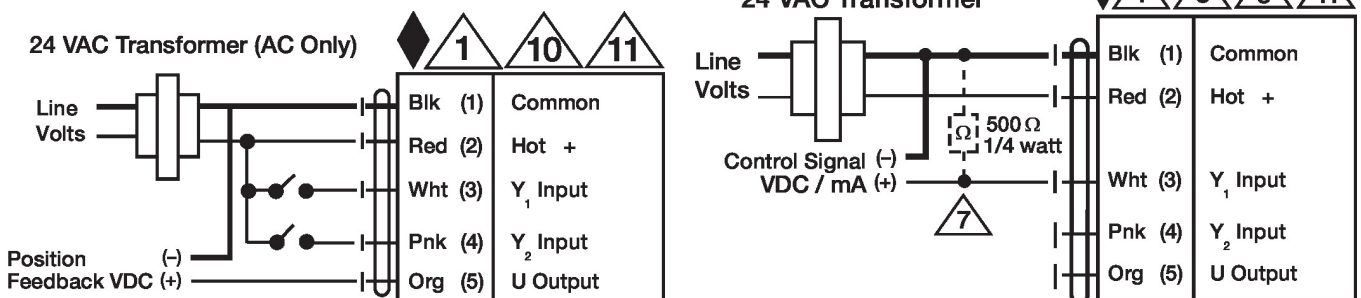 24 VAC Transformer (AC Only)
1 10 11
Line
Volts
Blk (1) Common
Red (2) Hot +
Wht (3) Y1 Input
Pnk (4) Y2 Input
Org (5) U Output
Position (–)
Feedback VDC (+)
24 VAC Transformer
Line
Volts
500 Ω
1/4 watt
Ω
Control Signal (–)
VDC / mA (+)
7
Blk (1) Common
Red (2) Hot +
Wht (3) Y1 Input
Pnk (4) Y2 Input
Org (5) U Output